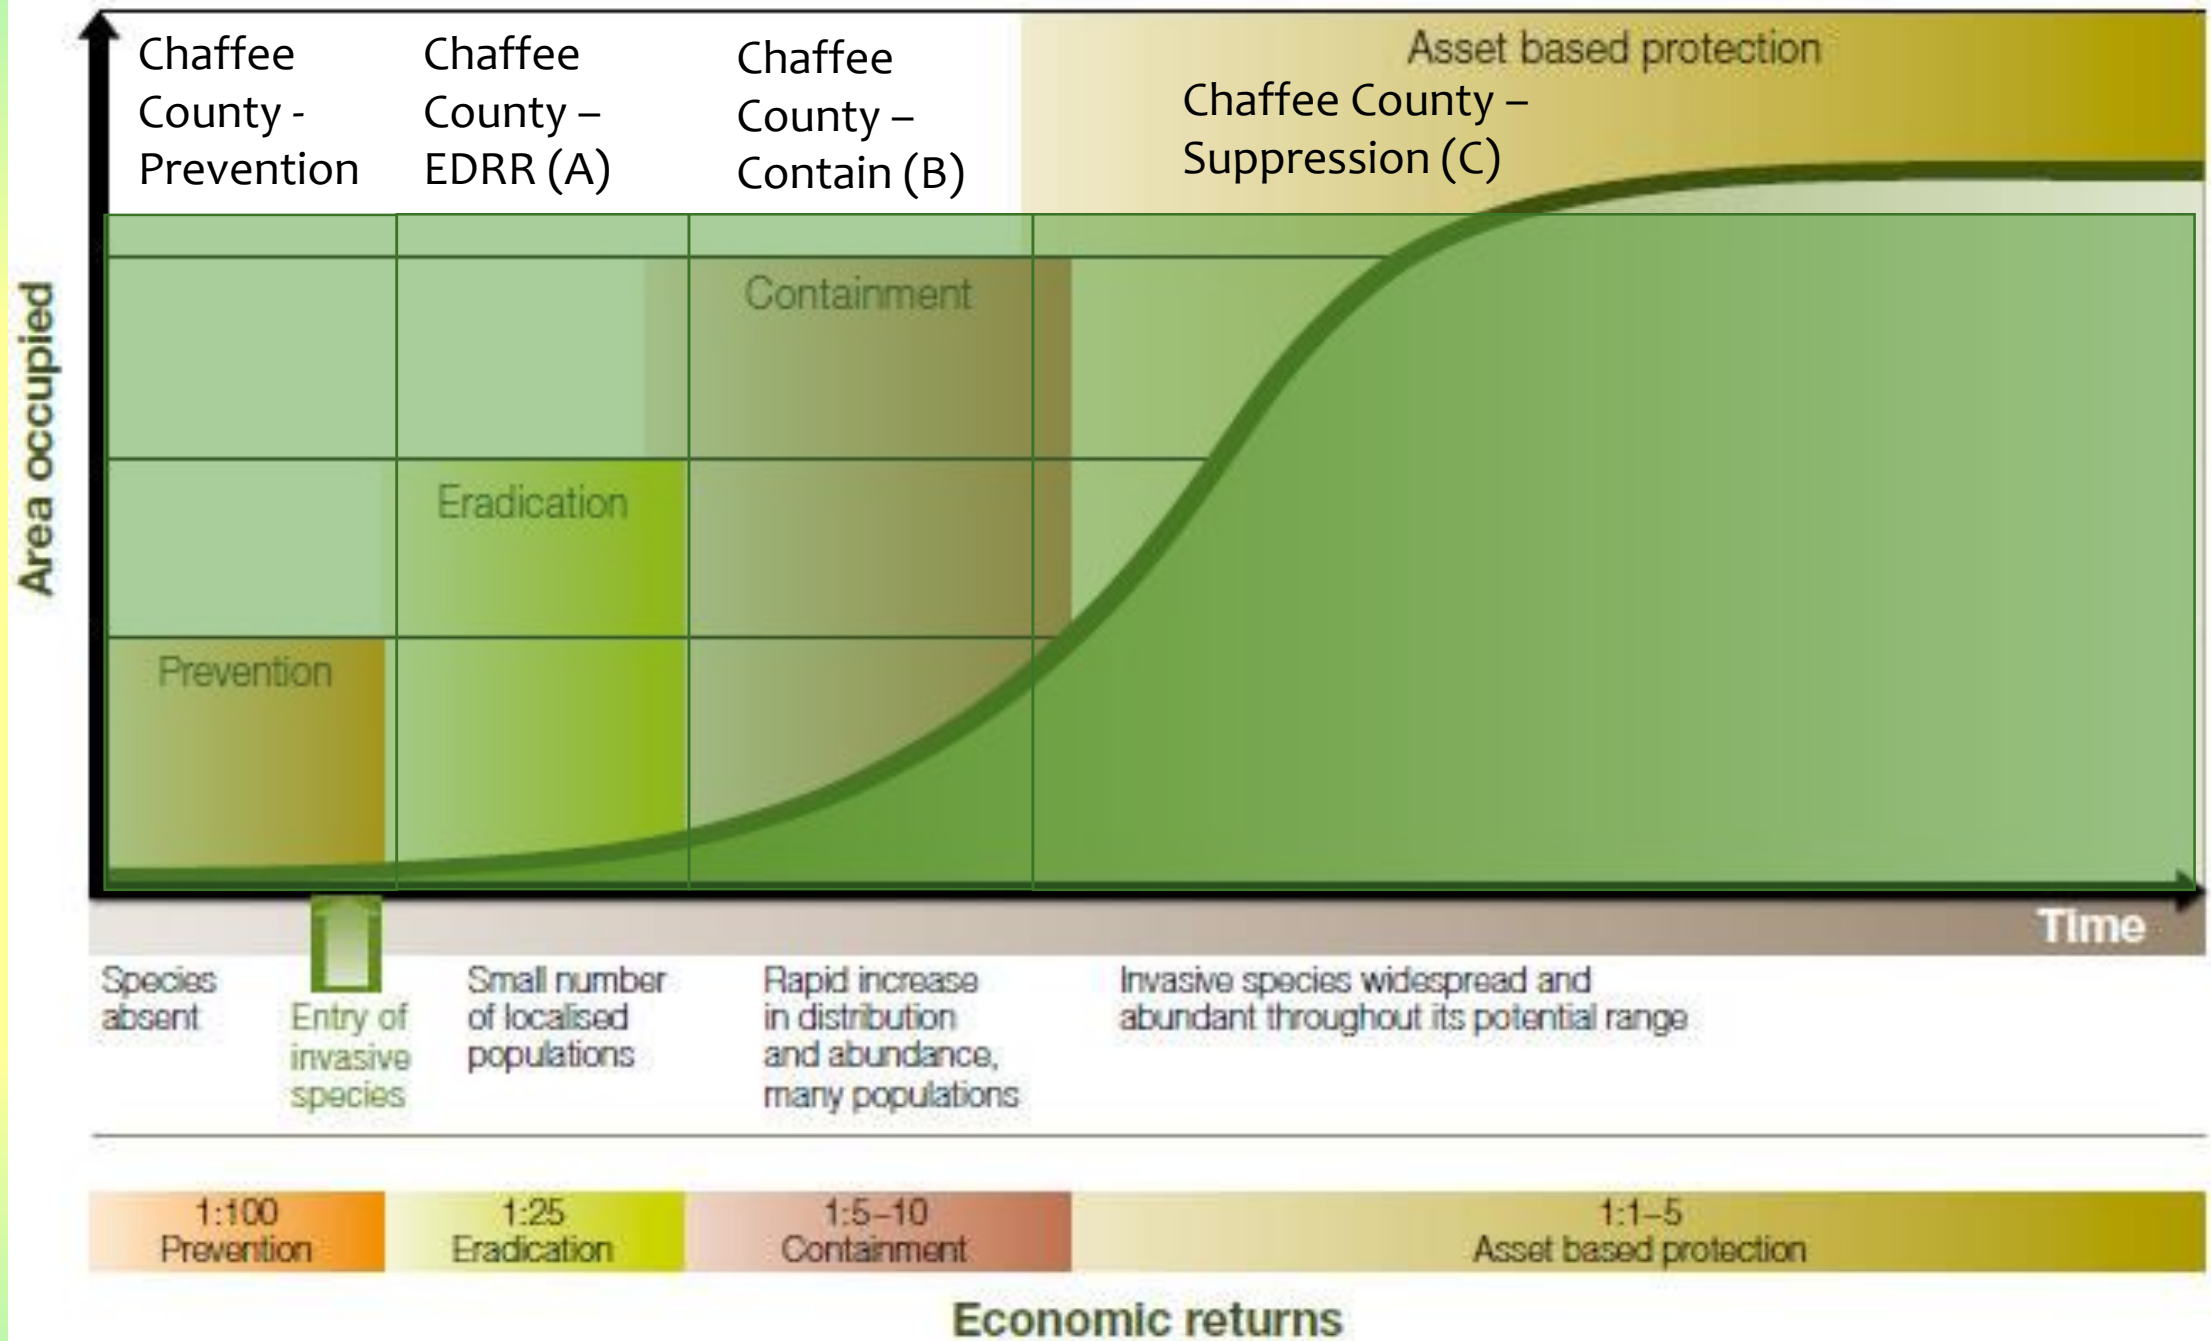 Chaffee
County -
Prevention
Chaffee
County –
EDRR (A)
Chaffee
County –
Contain (B)
Asset based protection
Chaffee County –
Suppression (C)
Area occupied
Containment
Eradication
Prevention
Time
Species
absent
Entry of
invasive
species
Small number
of localised
populations
Rapid increase
in distribution
and abundance,
many populations
Invasive species widespread and
abundant throughout its potential range
1:100
Prevention
1:25
Eradication
1:5–10
Containment
1:1–5
Asset based protection
Economic returns